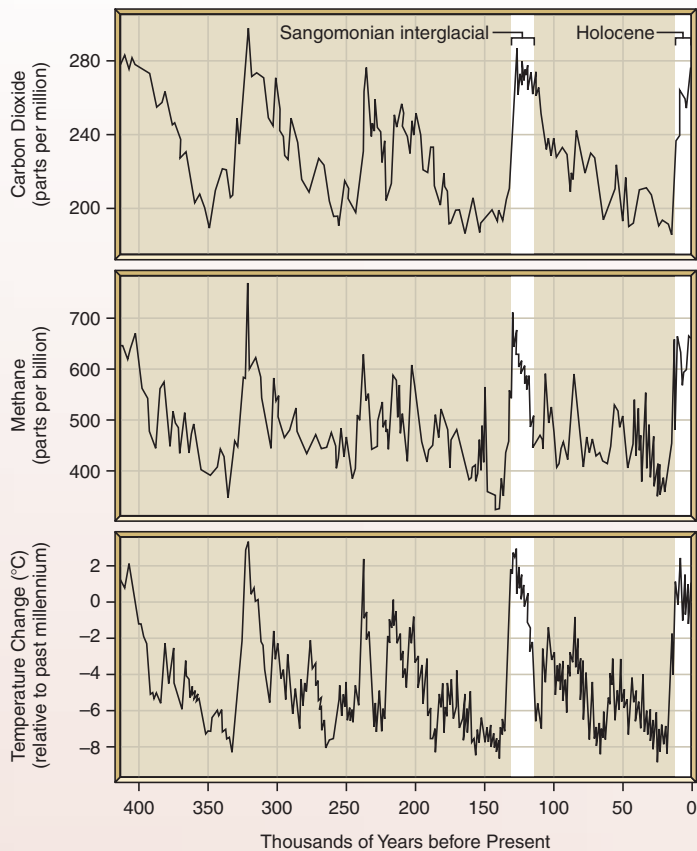 Sangomonian interglacial
Holocene
Carbon Dioxide
(parts per million)
280
240
200
Methane
(parts per billion)
700
600
500
400
Temperature Change (°C)
(relative to past millennium)
2
0
−2
−4
−6
−8
400 350 300 250 200 150 100 50 0
Thousands of Years before Present